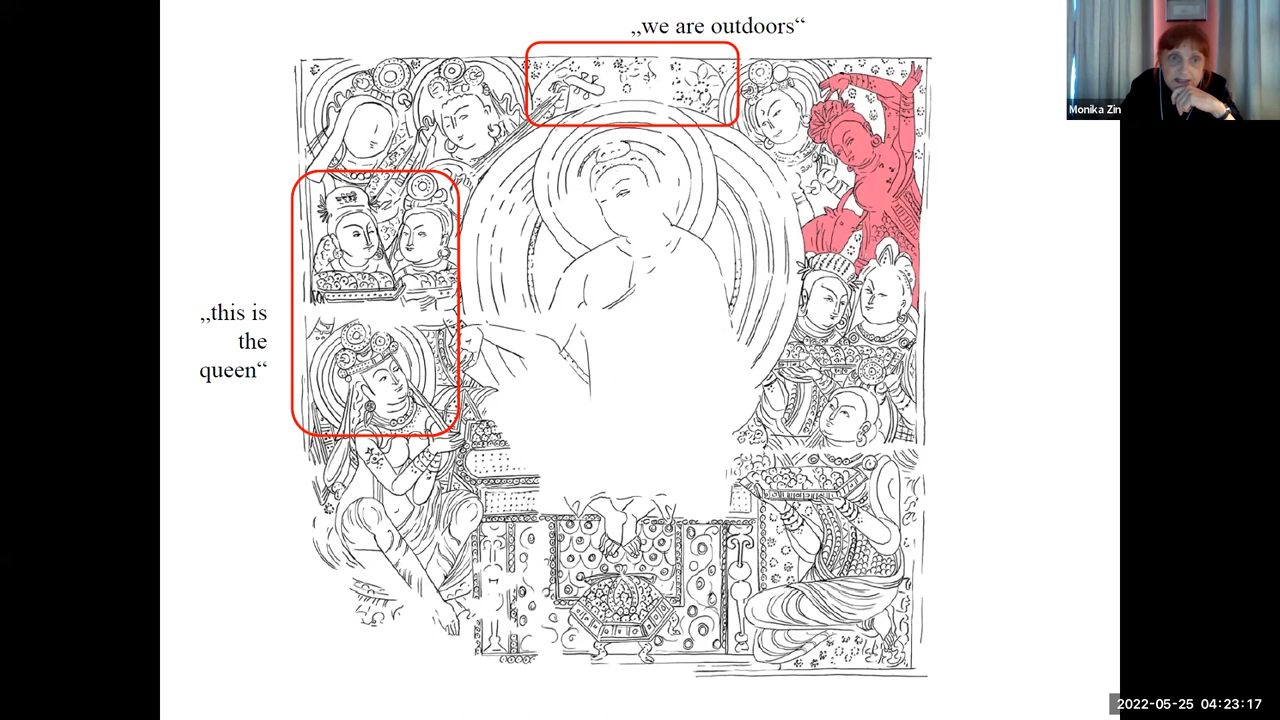 „we are outdoors“
Monika Zin
„this is
the
queen“
2022-05-25 04:23:17